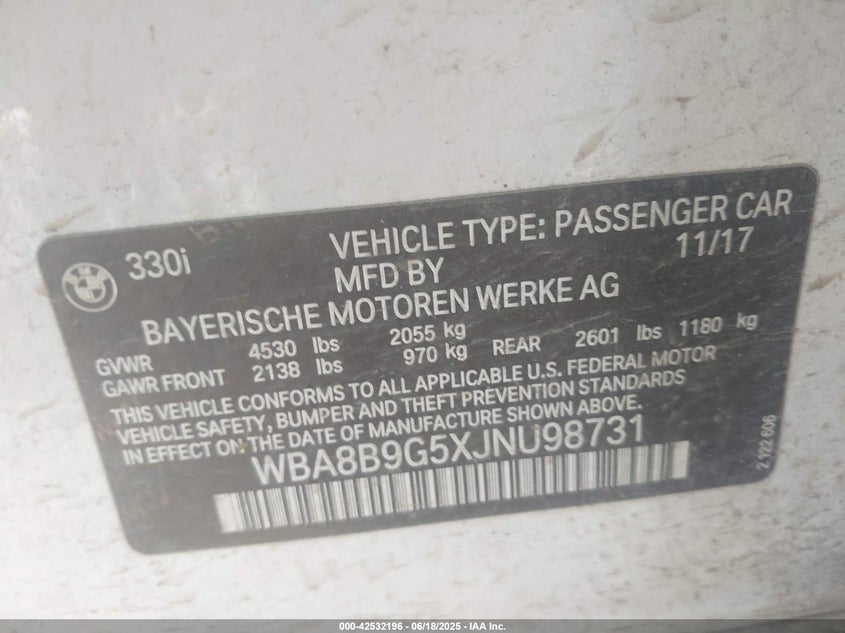 330i
VEHICLE TYPE: PASSENGER CAR
MFD BY 11/17
BAYERISCHE MOTOREN WERKE AG
GVWR 4530 lbs 2055 kg
GAWR FRONT 2138 lbs 970 kg REAR 2601 lbs 1180 kg
THIS VEHICLE CONFORMS TO ALL APPLICABLE U.S. FEDERAL MOTOR
VEHICLE SAFETY, BUMPER AND THEFT PREVENTION STANDARDS
IN EFFECT ON THE DATE OF MANUFACTURE SHOWN ABOVE.
WBA8B9G5XJNU98731
2 122 606
000-42532196 - 06/18/2025 - IAA Inc.